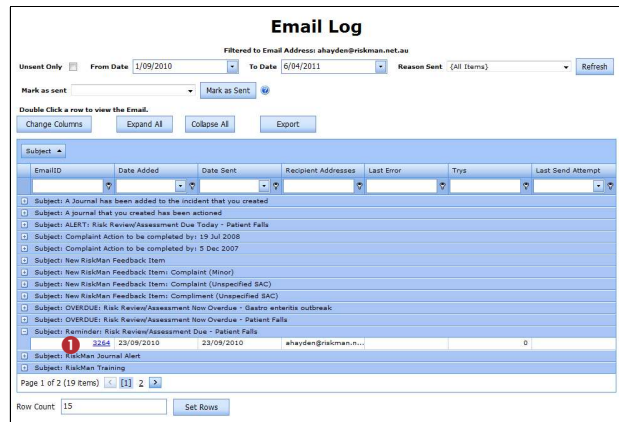 Email Log
Filtered to Email Address: ahayden@riskman.net.au
Unsent Only From Date 1/09/2010 To Date 6/04/2011 Reason Sent {All Items} Refresh
Mark as sent Mark as Sent
Double Click a row to view the Email.
Change Columns Expand All Collapse All Export
Subject
EmailID Date Added Date Sent Recipient Addresses Last Error Trys Last Send Attempt
Subject: A Journal has been added to the incident that you created
Subject: A journal that you created has been actioned
Subject: ALERT: Risk Review/Assessment Due Today - Patient Falls
Subject: Complaint Action to be completed by: 19 Jul 2008
Subject: Complaint Action to be completed by: 5 Dec 2007
Subject: New RiskMan Feedback Item
Subject: New RiskMan Feedback Item: Complaint (Minor)
Subject: New RiskMan Feedback Item: Complaint (Unspecified SAC)
Subject: New RiskMan Feedback Item: Compliment (Unspecified SAC)
Subject: OVERDUE: Risk Review/Assessment Now Overdue - Gastro enteritis outbreak
Subject: OVERDUE: Risk Review/Assessment Now Overdue - Patient Falls
Subject: Reminder: Risk Review/Assessment Due - Patient Falls
1 3264 23/09/2010 23/09/2010 ahayden@riskman.n... 0
Subject: RiskMan Journal Alert
Subject: RiskMan Training
Page 1 of 2 (19 items) < [1] 2 >
Row Count 15 Set Rows